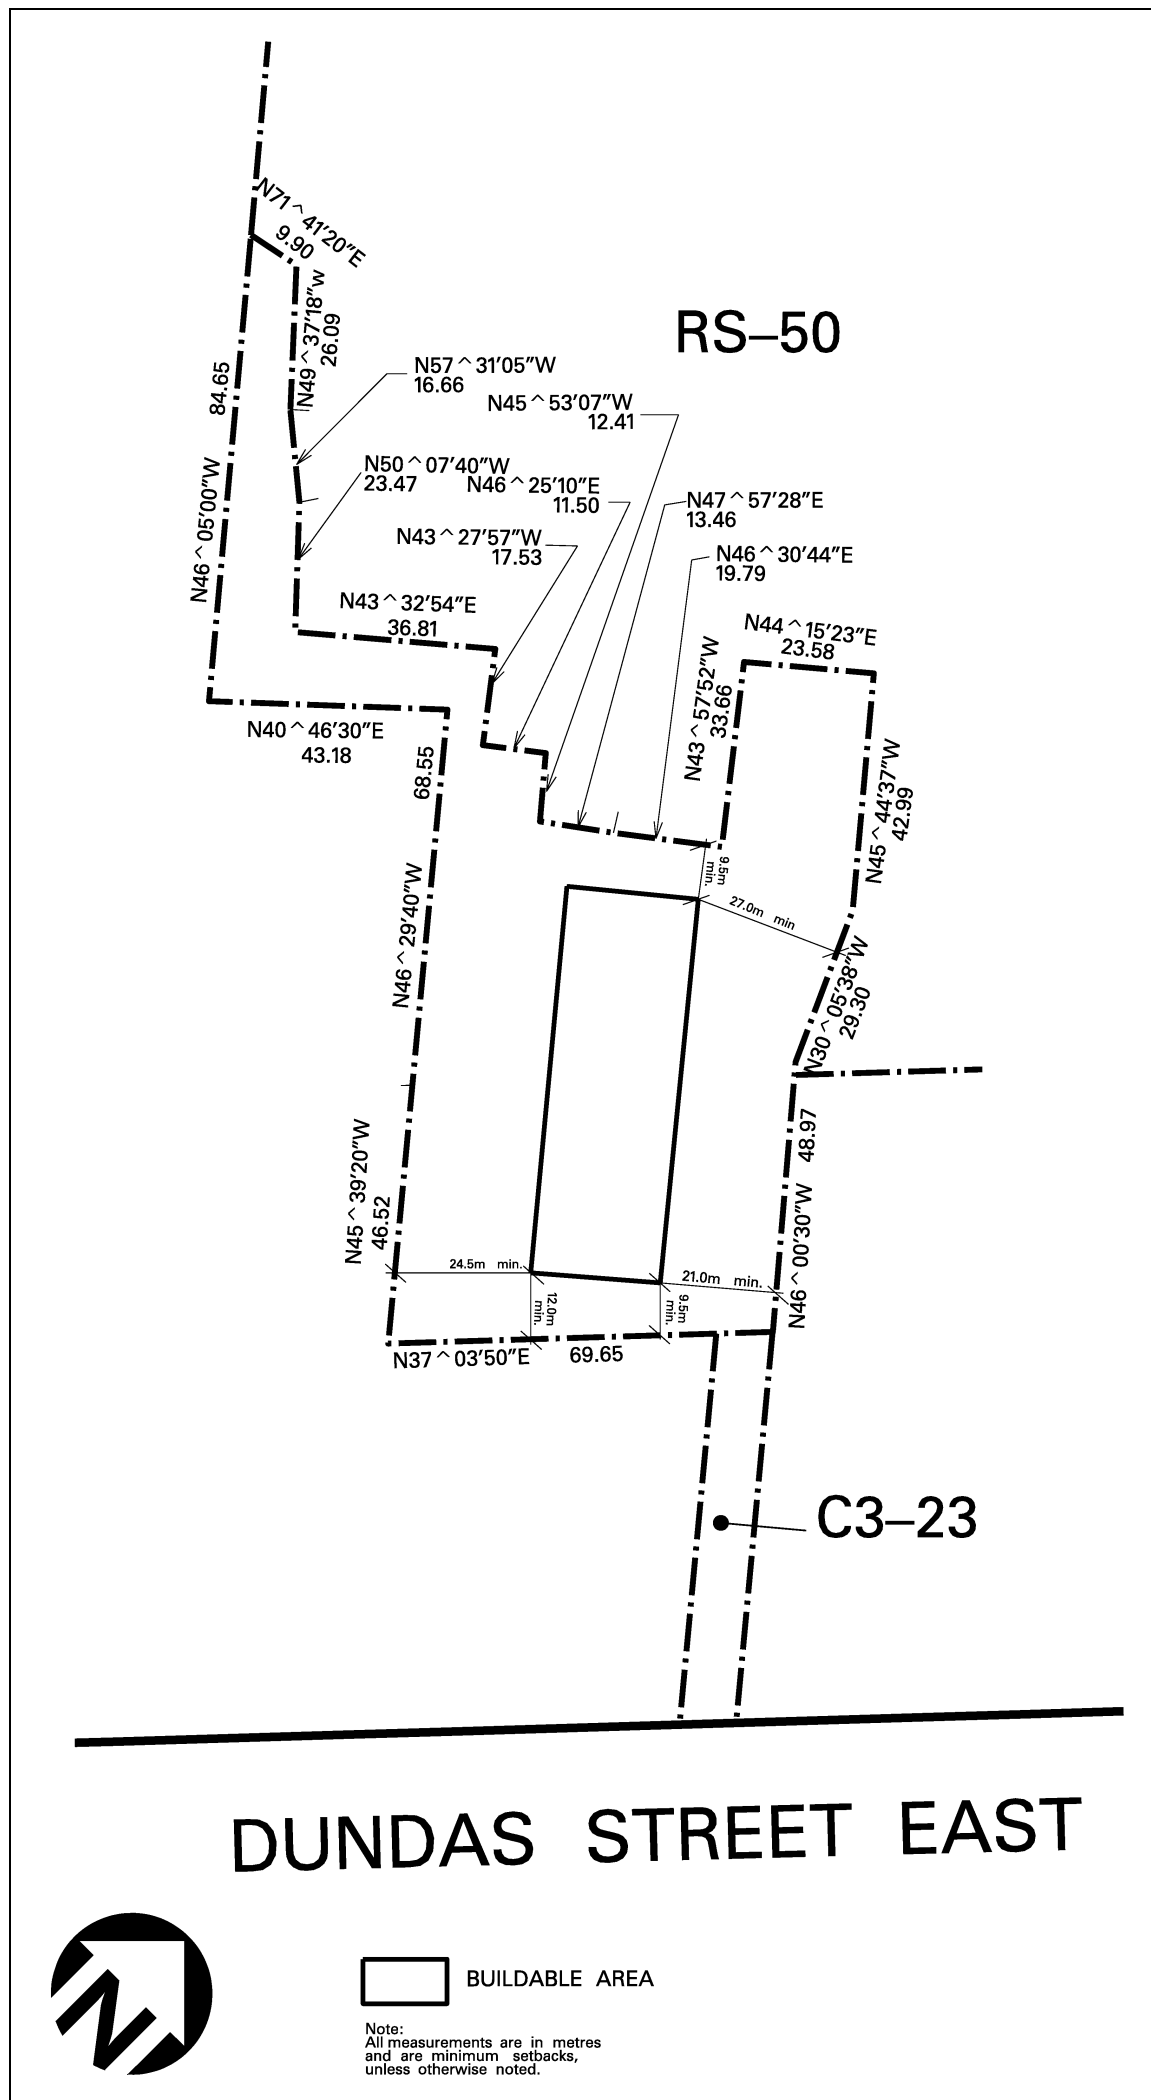 N71^41'20"E
9.90
N49^37'18"w
26.09
RS–50
84.65
N46^05'00"W
N57^31'05"W
16.66
N45^53'07"W
12.41
N50^07'40"W
23.47
N46^25'10"E
11.50
N47^57'28"E
13.46
N43^27'57"W
17.53
N46^30'44"E
19.79
N43^32'54"E
36.81
N44^15'23"E
23.58
N43^57'52"W
33.66
N40^46'30"E
43.18
68.55
N46^29'40"W
N45^44'37"W
42.99
9.5m
min.
27.0m min
N30^05'38"W
29.30
48.97
N46^00'30"W
N45^39'20"W
46.52
24.5m min.
21.0m min.
12.0m
min.
9.5m
min.
N37^03'50"E
69.65
C3–23
DUNDAS STREET EAST
N
BUILDABLE AREA
Note:
All measurements are in metres
and are minimum setbacks,
unless otherwise noted.